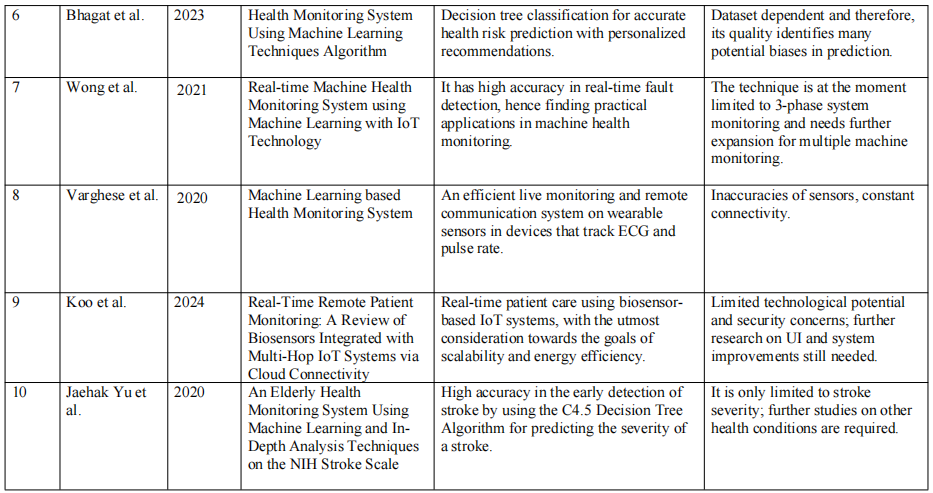 6
Bhagat et al.
2023
Health Monitoring System
Using Machine Learning
Techniques Algorithm
Decision tree classification for accurate
health risk prediction with personalized
recommendations.
Dataset dependent and therefore,
its quality identifies many
potential biases in prediction.
7
Wong et al.
2021
Real-time Machine Health
Monitoring System using
Machine Learning with IoT
Technology
It has high accuracy in real-time fault
detection, hence finding practical
applications in machine health
monitoring.
The technique is at the moment
limited to 3-phase system
monitoring and needs further
expansion for multiple machine
monitoring.
8
Varghese et al.
2020
Machine Learning based
Health Monitoring System
An efficient live monitoring and remote
communication system on wearable
sensors in devices that track ECG and
pulse rate.
Inaccuracies of sensors, constant
connectivity.
9
Koo et al.
2024
Real-Time Remote Patient
Monitoring: A Review of
Biosensors Integrated with
Multi-Hop IoT Systems via
Cloud Connectivity
Real-time patient care using biosensor-
based IoT systems, with the utmost
consideration towards the goals of
scalability and energy efficiency.
Limited technological potential
and security concerns; further
research on UI and system
improvements still needed.
10
Jaehak Yu et
al.
2020
An Elderly Health
Monitoring System Using
Machine Learning and In-
Depth Analysis Techniques
on the NIH Stroke Scale
High accuracy in the early detection of
stroke by using the C4.5 Decision Tree
Algorithm for predicting the severity of
a stroke.
It is only limited to stroke
severity; further studies on other
health conditions are required.